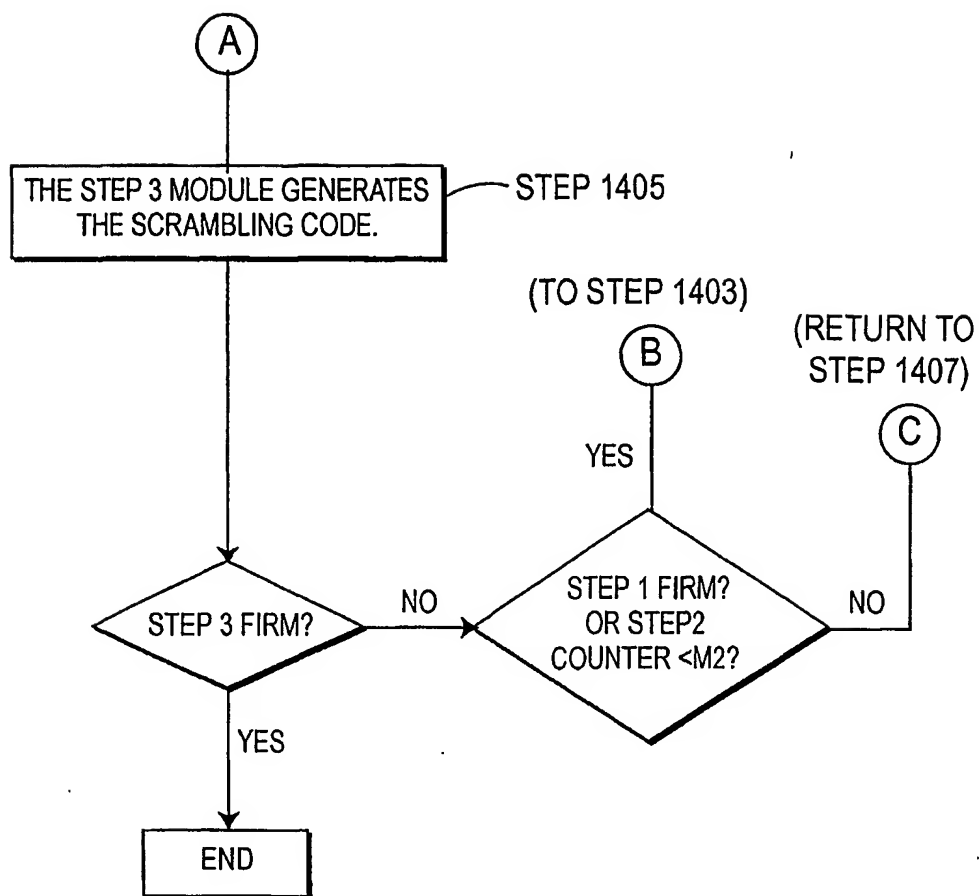 A
THE STEP 3 MODULE GENERATES
THE SCRAMBLING CODE.
STEP 1405
(TO STEP 1403)
B
(RETURN TO
STEP 1407)
C
YES
STEP 3 FIRM?
NO
STEP 1 FIRM?
OR STEP2
COUNTER <M2?
NO
YES
END